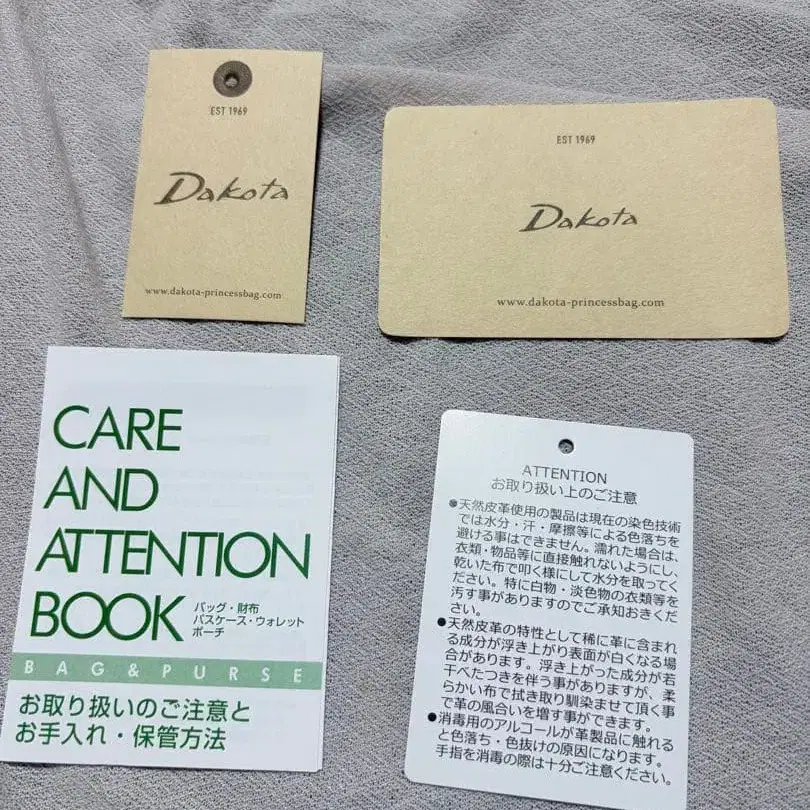 EST 1969
Dakota
www.dakota-princessbag.com
EST 1969
Dakota
www.dakota-princessbag.com
CARE
AND
ATTENTION
BOOK
バッグ・財布
パスケース・ウォレット
ポーチ
BAG & PURSE
お取り扱いのご注意と
お手入れ・保管方法
ATTENTION
お取り扱い上のご注意
●天然皮革使用の製品は現在の染色技術
では水分・汗・摩擦等による色落ちを
避ける事はできません。濡れた場合は、
衣類・物品等に直接触れないようにし、
乾いた布で叩く様にして水分を取ってく
ださい。特に白物・淡色物の衣類等を
汚す事がありますのでご承知おきくだ
さい。
●天然皮革の特性として稀に革に含まれ
る成分が浮き上がり表面が白くなる場
合があります。浮き上がった成分が若
干べたつきを伴う事がありますが、柔
らかい布で拭き取り馴染ませて頂く事
で革の風合いを増す事ができます。
●消毒用のアルコールが革製品に触れる
と色落ち・色抜けの原因になります。
手指を消毒の際は十分ご注意ください。